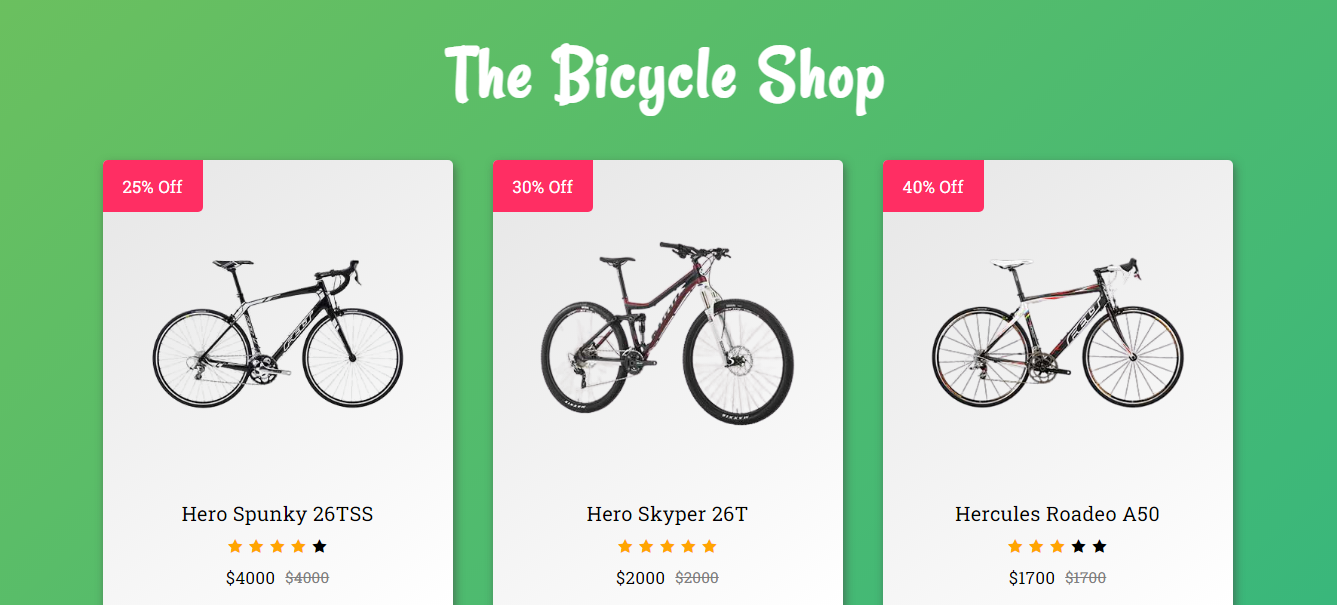 The Bicycle Shop
25% Off
30% Off
40% Off
Hero Spunky 26TSS
Hero Skyper 26T
Hercules Roadeo A50
$4000 $4000
$2000 $2000
$1700 $1700